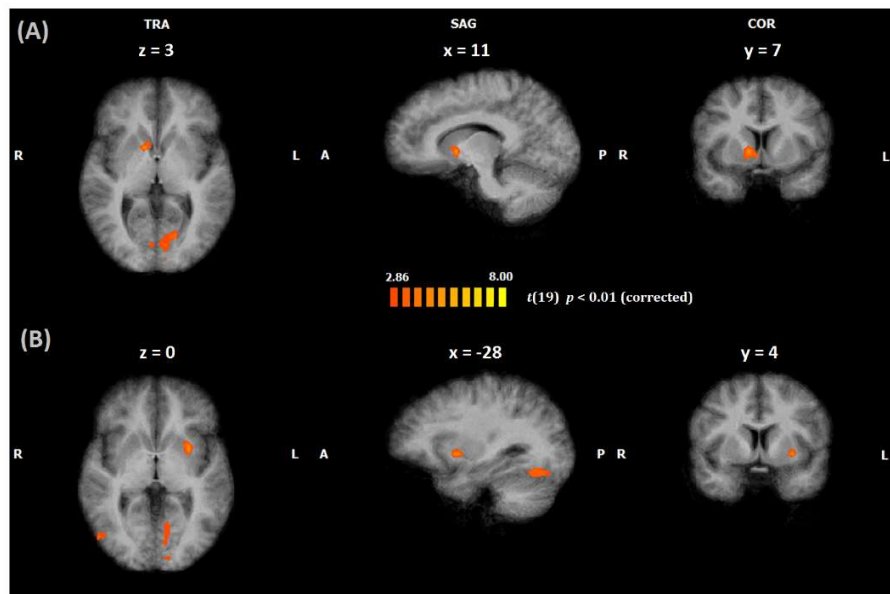 (A)
TRA SAG COR
z = 3 x = 11 y = 7
R L A P R L
2.86 8.00
t(19) p < 0.01 (corrected)
(B)
z = 0 x = -28 y = 4
R L A P R L